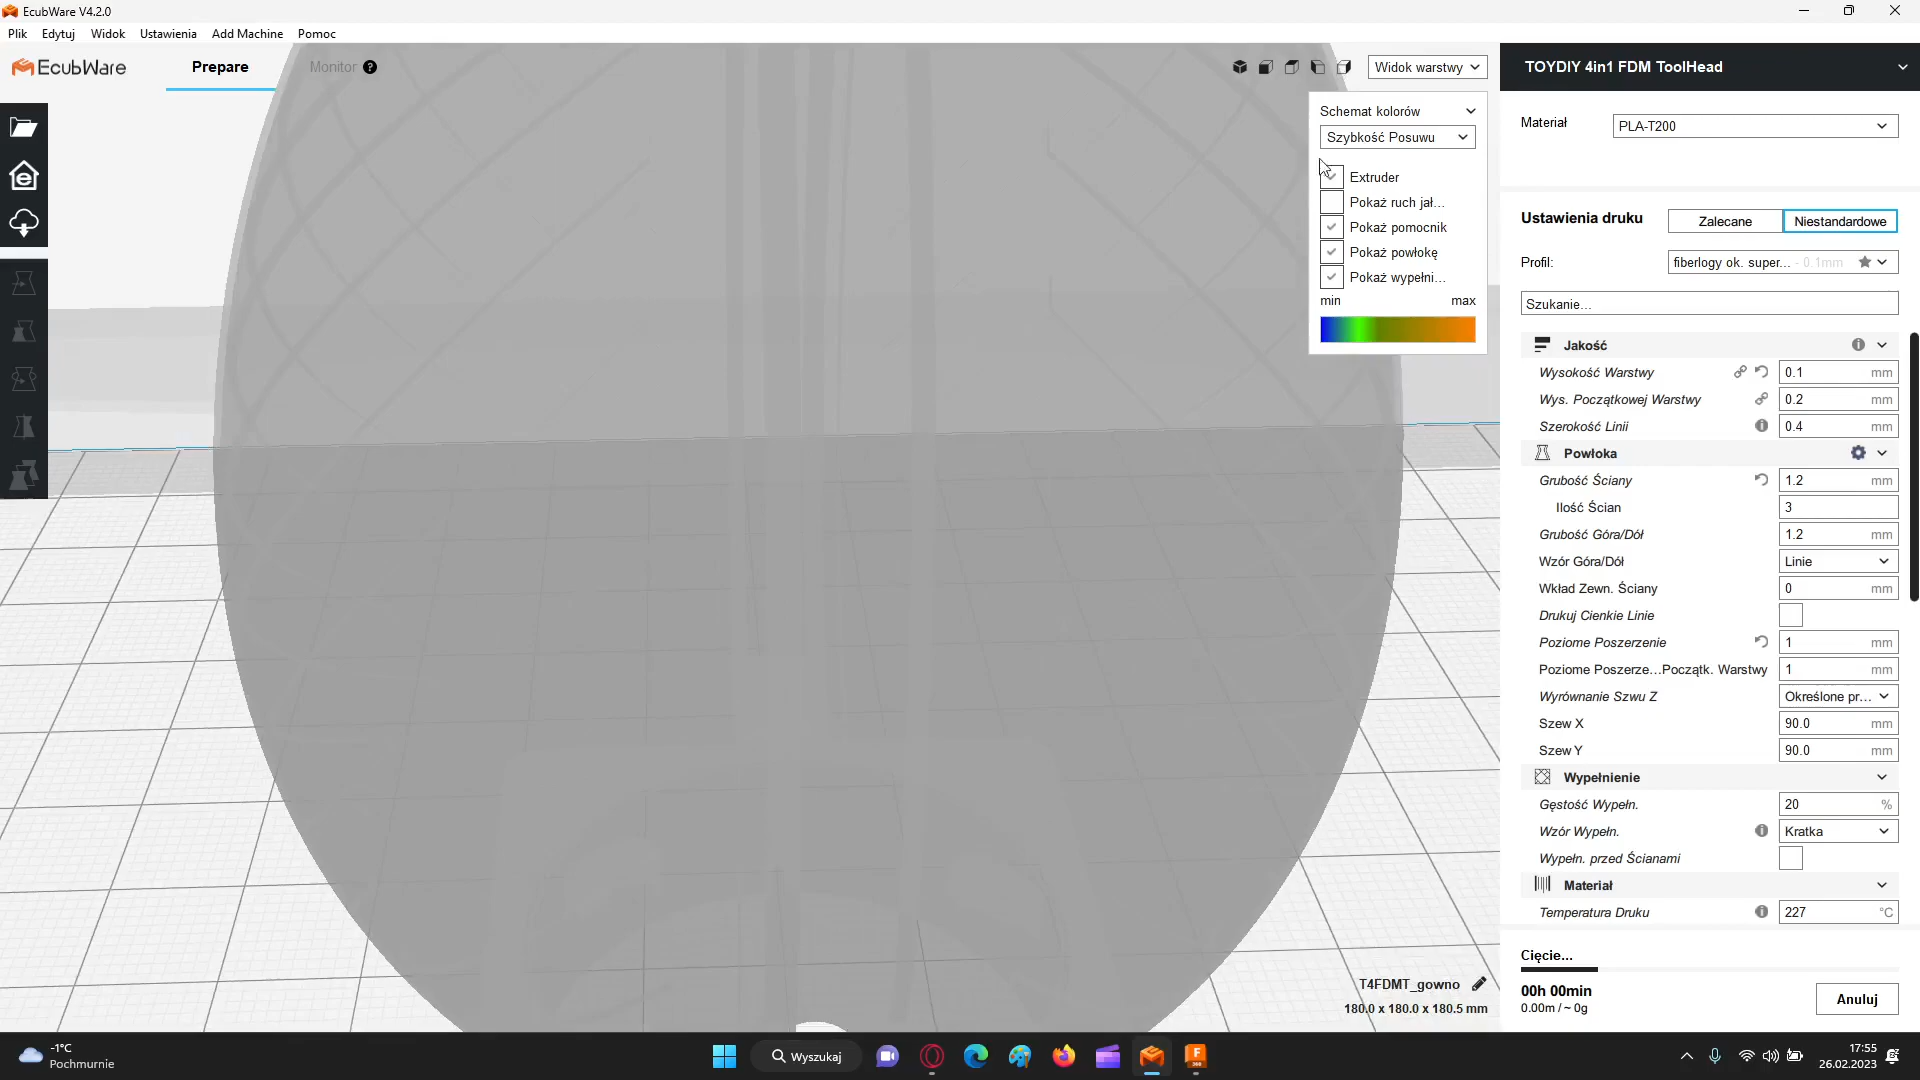 EcubWare V4.2.0
Plik Edytuj Widok Ustawienia Add Machine Pomoc
EcubWare Prepare Monitor ?
Widok warstwy
TOYDIY 4in1 FDM ToolHead
Schemat kolorów
Szybkość Posuwu
Extruder
Pokaż ruch jał...
Pokaż pomocnik
Pokaż powłokę
Pokaż wypełni...
min max
Materiał PLA-T200
Ustawienia druku Zalecane Niestandardowe
Profil: fiberlogy ok. super... - 0.1mm
Szukanie...
Jakość
Wysokość Warstwy 0.1 mm
Wys. Początkowej Warstwy 0.2 mm
Szerokość Linii 0.4 mm
Powłoka
Grubość Ściany 1.2 mm
Ilość Ścian 3
Grubość Góra/Dół 1.2 mm
Wzór Góra/Dół Linie
Wkład Zewn. Ściany 0 mm
Drukuj Cienkie Linie
Poziome Poszerzenie 1 mm
Poziome Poszerze...Początk. Warstwy 1 mm
Wyrównanie Szwu Z Określone pr...
Szew X 90.0 mm
Szew Y 90.0 mm
Wypełnienie
Gęstość Wypełn. 20 %
Wzór Wypełn. Kratka
Wypełn. przed Ścianami
Materiał
Temperatura Druku 227 °C
Cięcie...
00h 00min
0.00m / ~ 0g
Anuluj
T4FDMT_gowno
180.0 x 180.0 x 180.5 mm
-1°C
Pochmurnie
Wyszukaj
17:55
26.02.2023